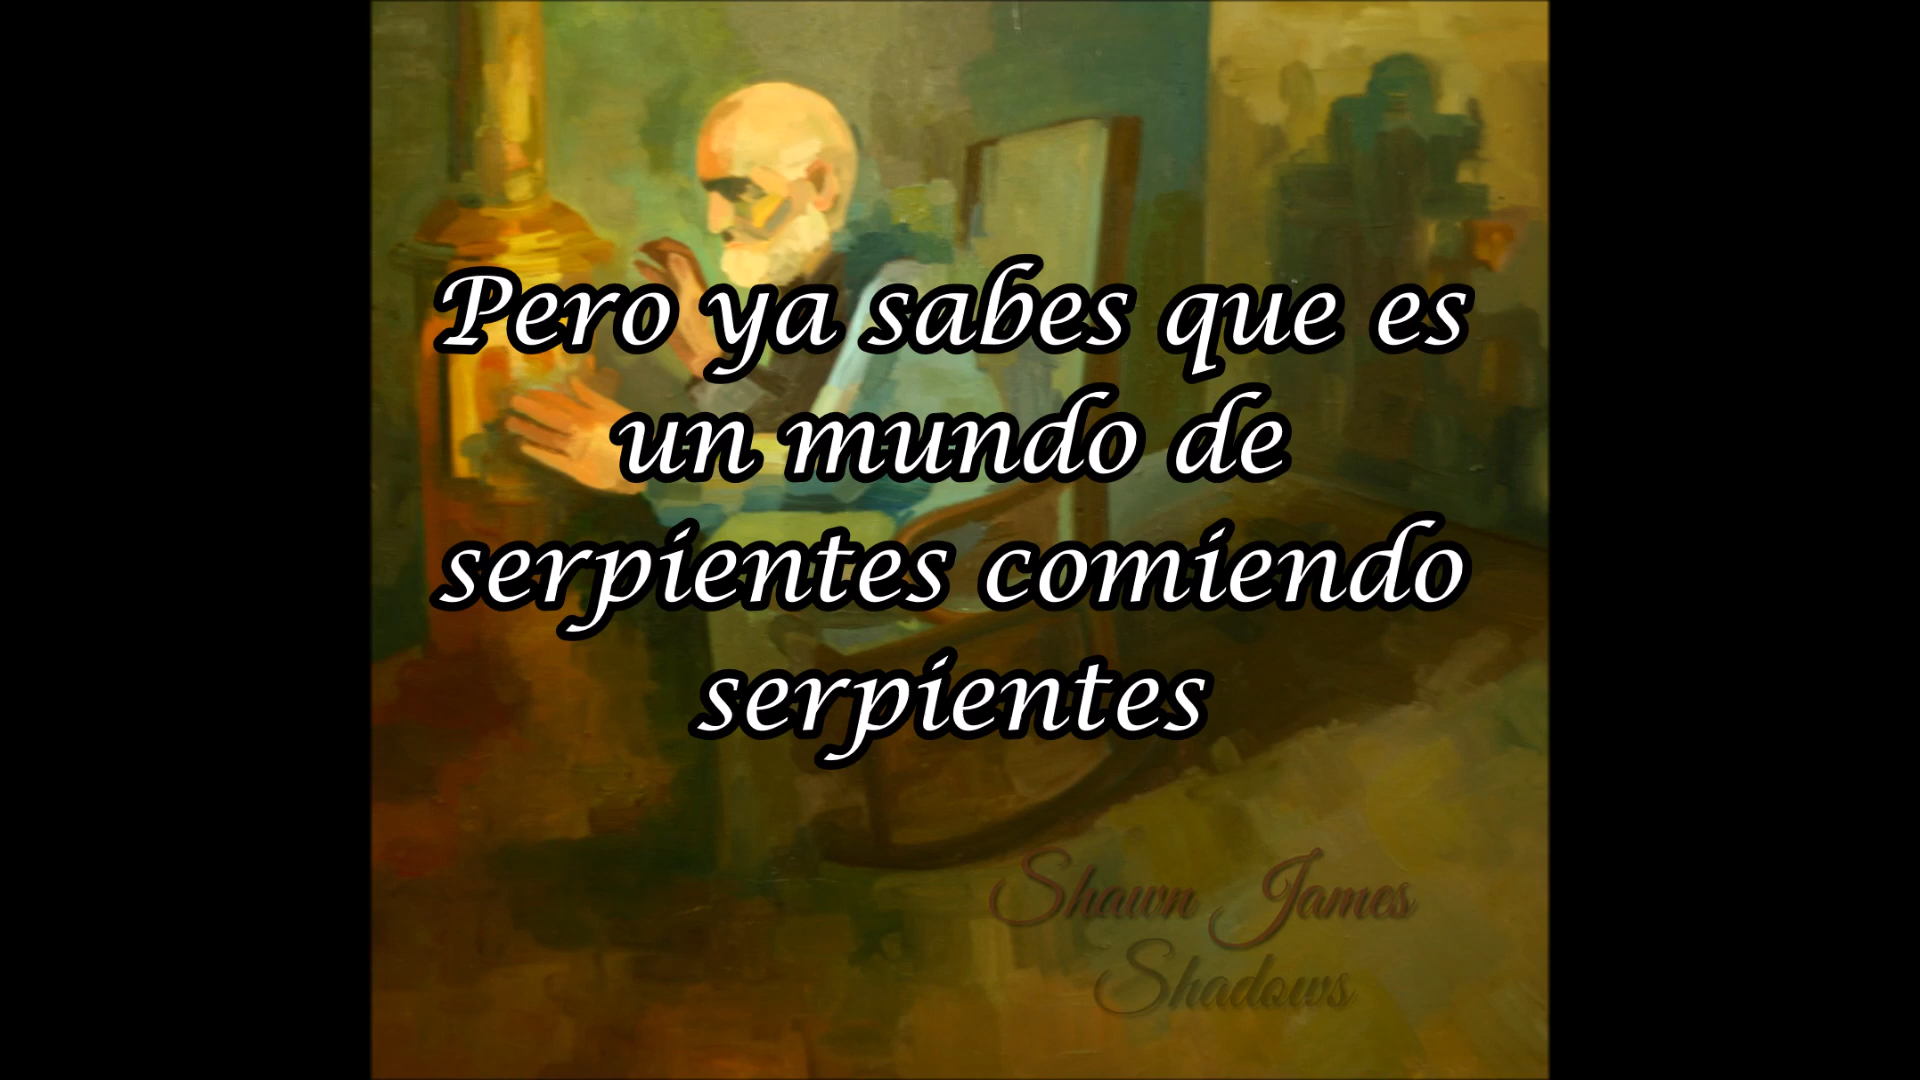 Pero ya sabes que es
un mundo de
serpientes comiendo
serpientes
Shawn James
Shadows